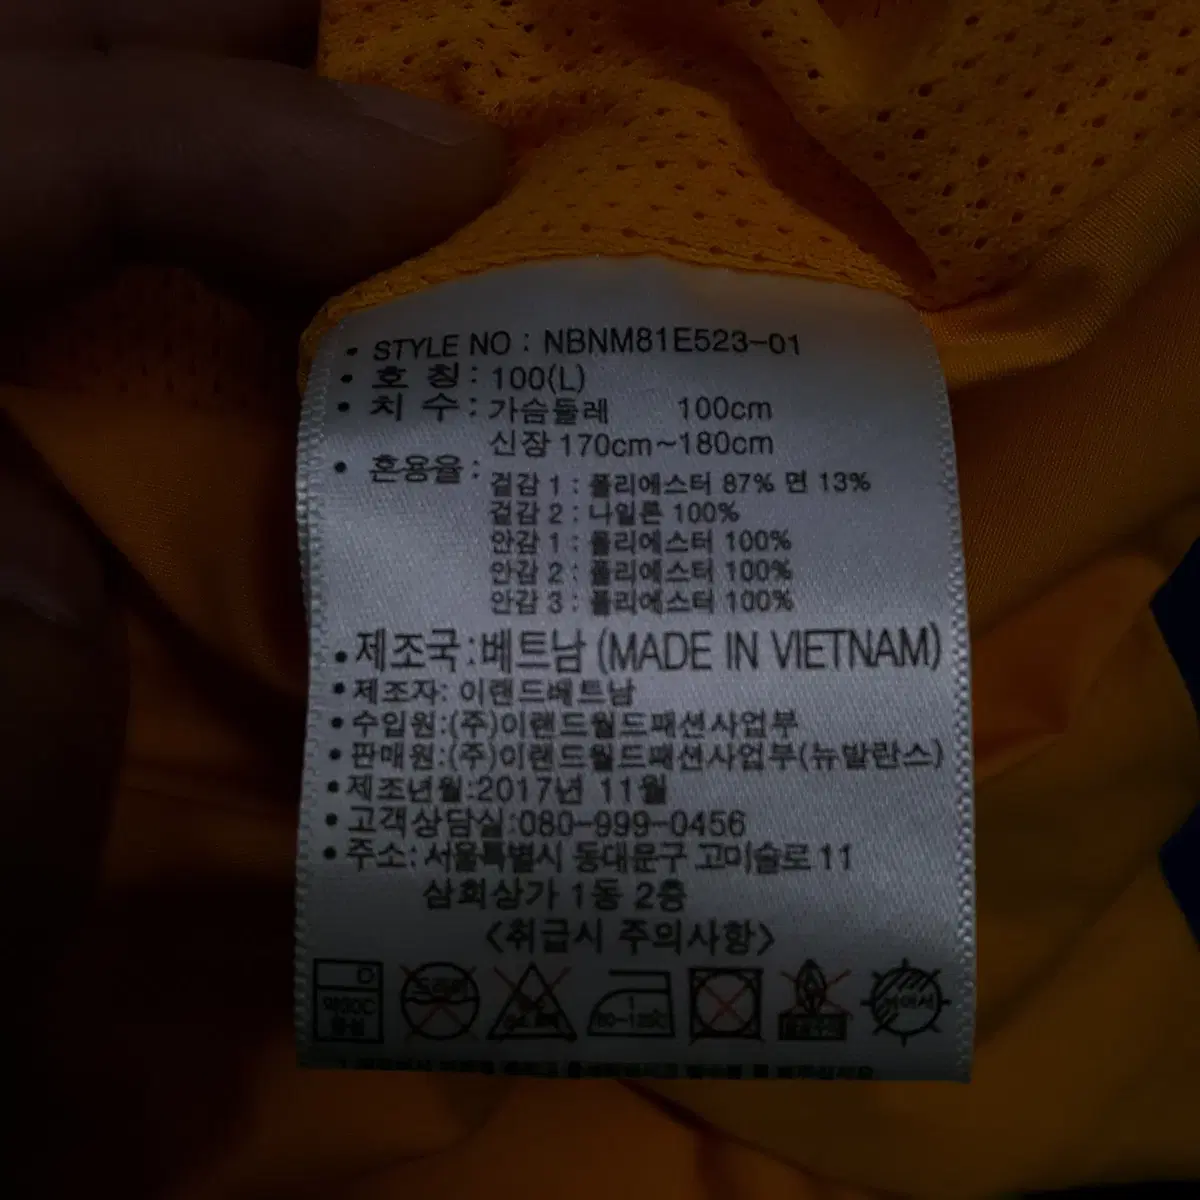 • STYLE NO : NBNM81E523-01
• 호 칭 : 100(L)
• 치 수 : 가슴둘레 100cm
신장 170cm~180cm
• 혼용율 :
겉감 1 : 폴리에스터 87% 면 13%
겉감 2 : 나일론 100%
안감 1 : 폴리에스터 100%
안감 2 : 폴리에스터 100%
안감 3 : 폴리에스터 100%
• 제조국 : 베트남 (MADE IN VIETNAM)
• 제조자: 이랜드베트남
• 수입원:(주)이랜드월드패션사업부
• 판매원:(주)이랜드월드패션사업부(뉴발란스)
• 제조년월:2017년 11월
• 고객상담실:080-999-0456
• 주소: 서울특별시 동대문구 고미술로 11
삼희상가 1동 2층
<취급시 주의사항>
약30℃ 중성 드라이